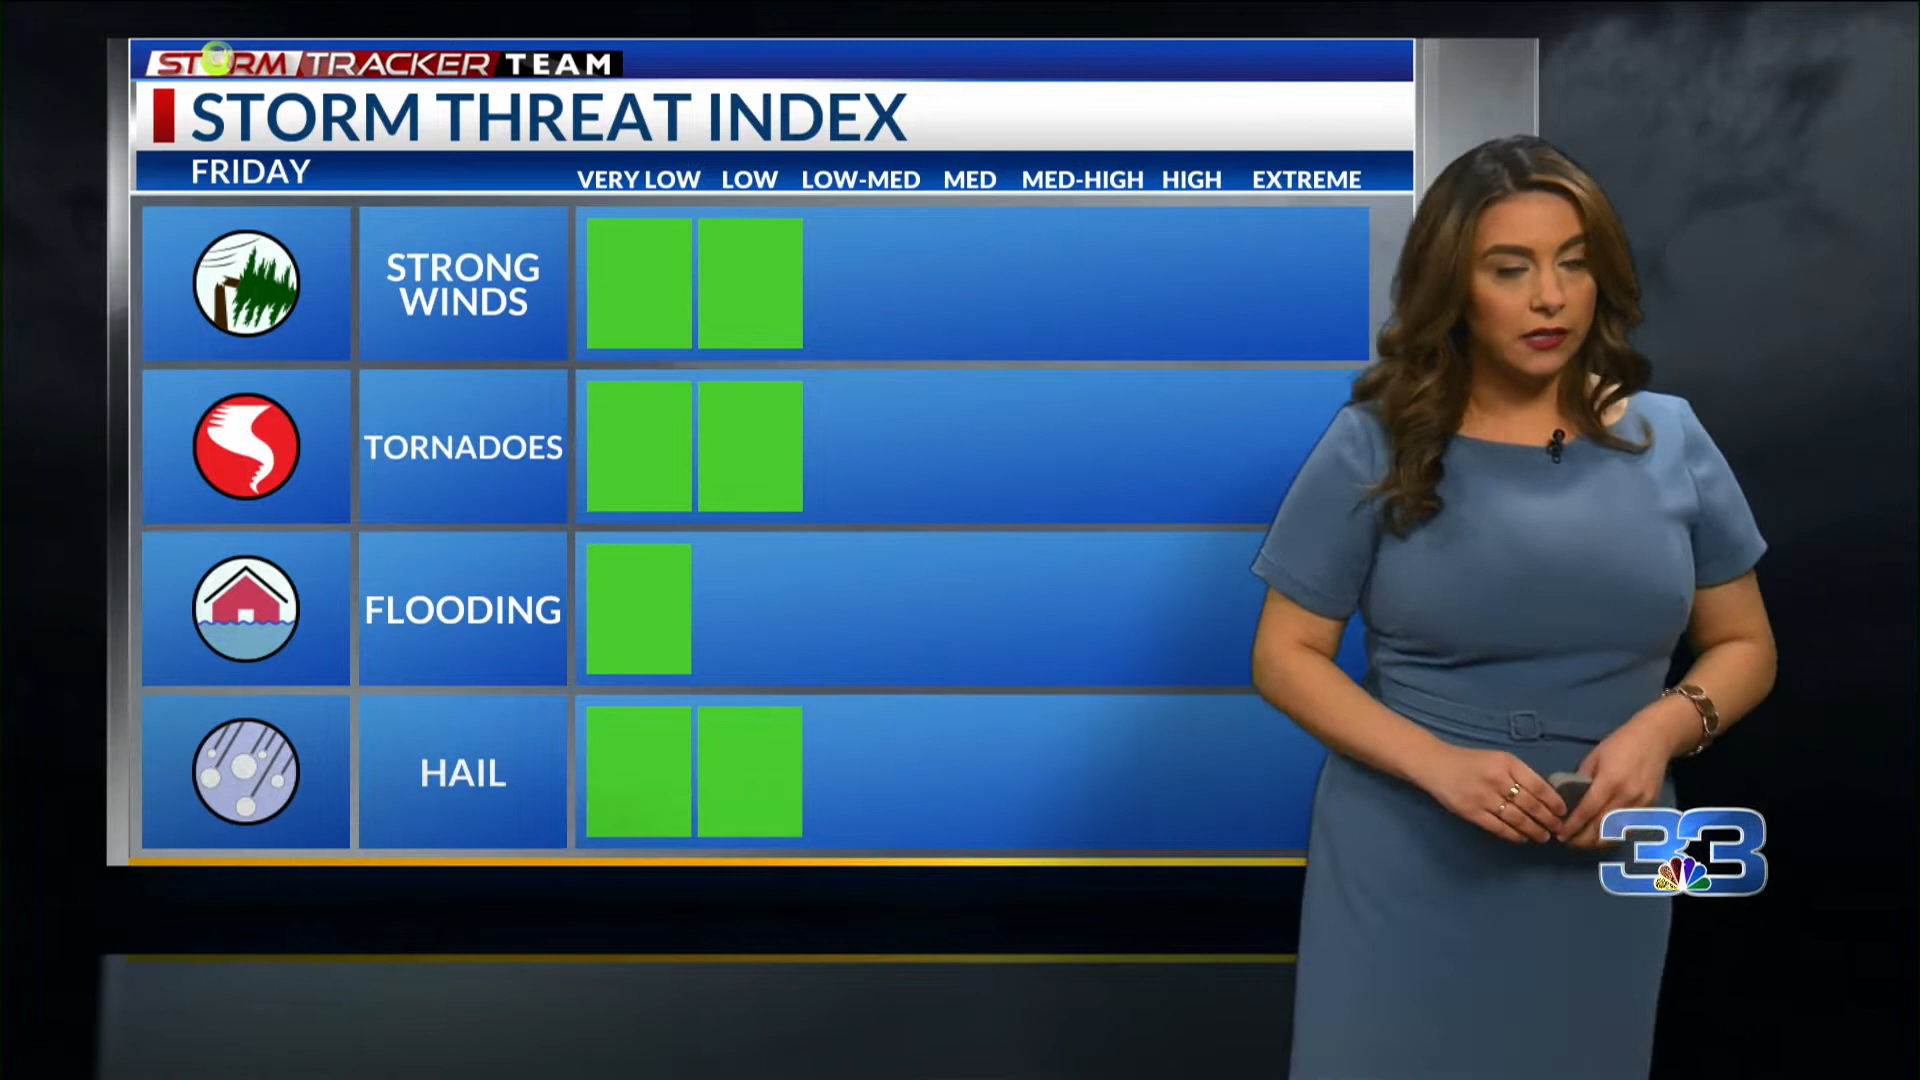 STORM TRACKER TEAM
STORM THREAT INDEX
FRIDAY
VERY LOW LOW LOW-MED MED MED-HIGH HIGH EXTREME
STRONG
WINDS
TORNADOES
FLOODING
HAIL
33